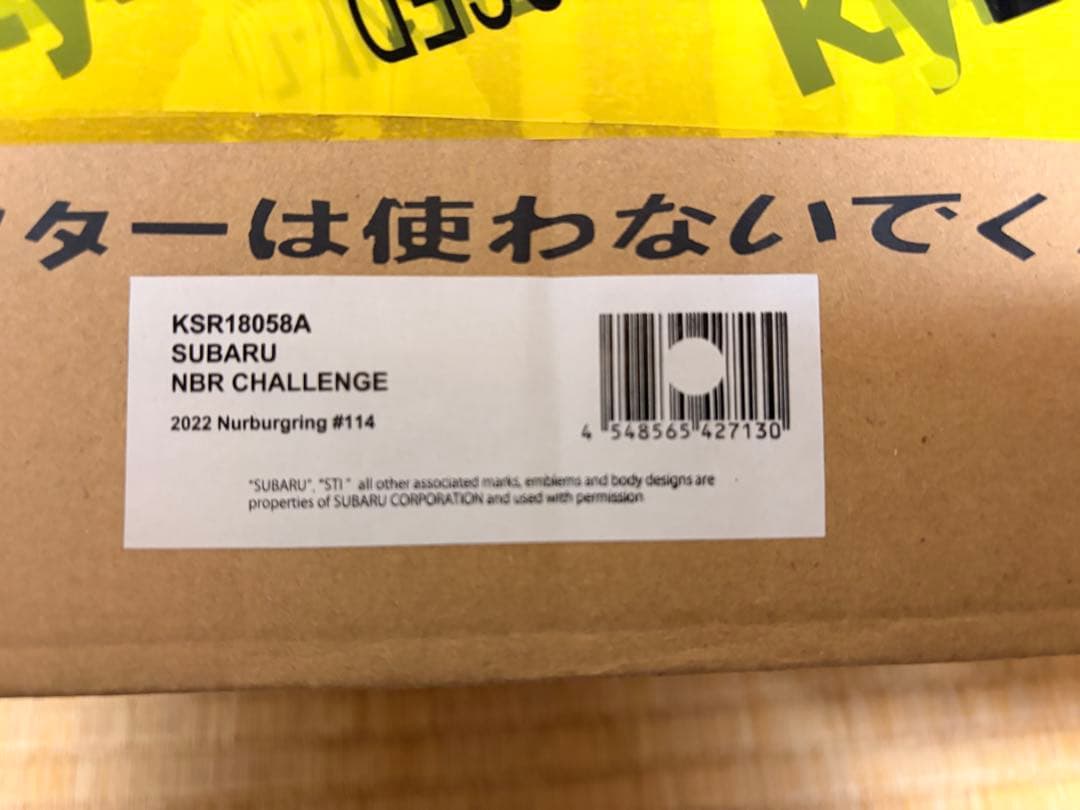 ky
ターは使わないでく
KSR18058A
SUBARU
NBR CHALLENGE
2022 Nurburgring #114
4 548565 427130
"SUBARU", "STI" all other associated marks, emblems and body designs are
properties of SUBARU CORPORATION and used with permission